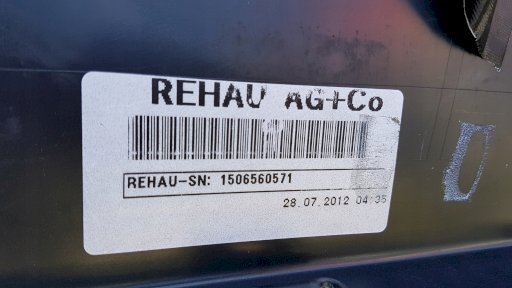 REHAU AG+Co
REHAU-SN: 1506560571
28.07.2012 04:35